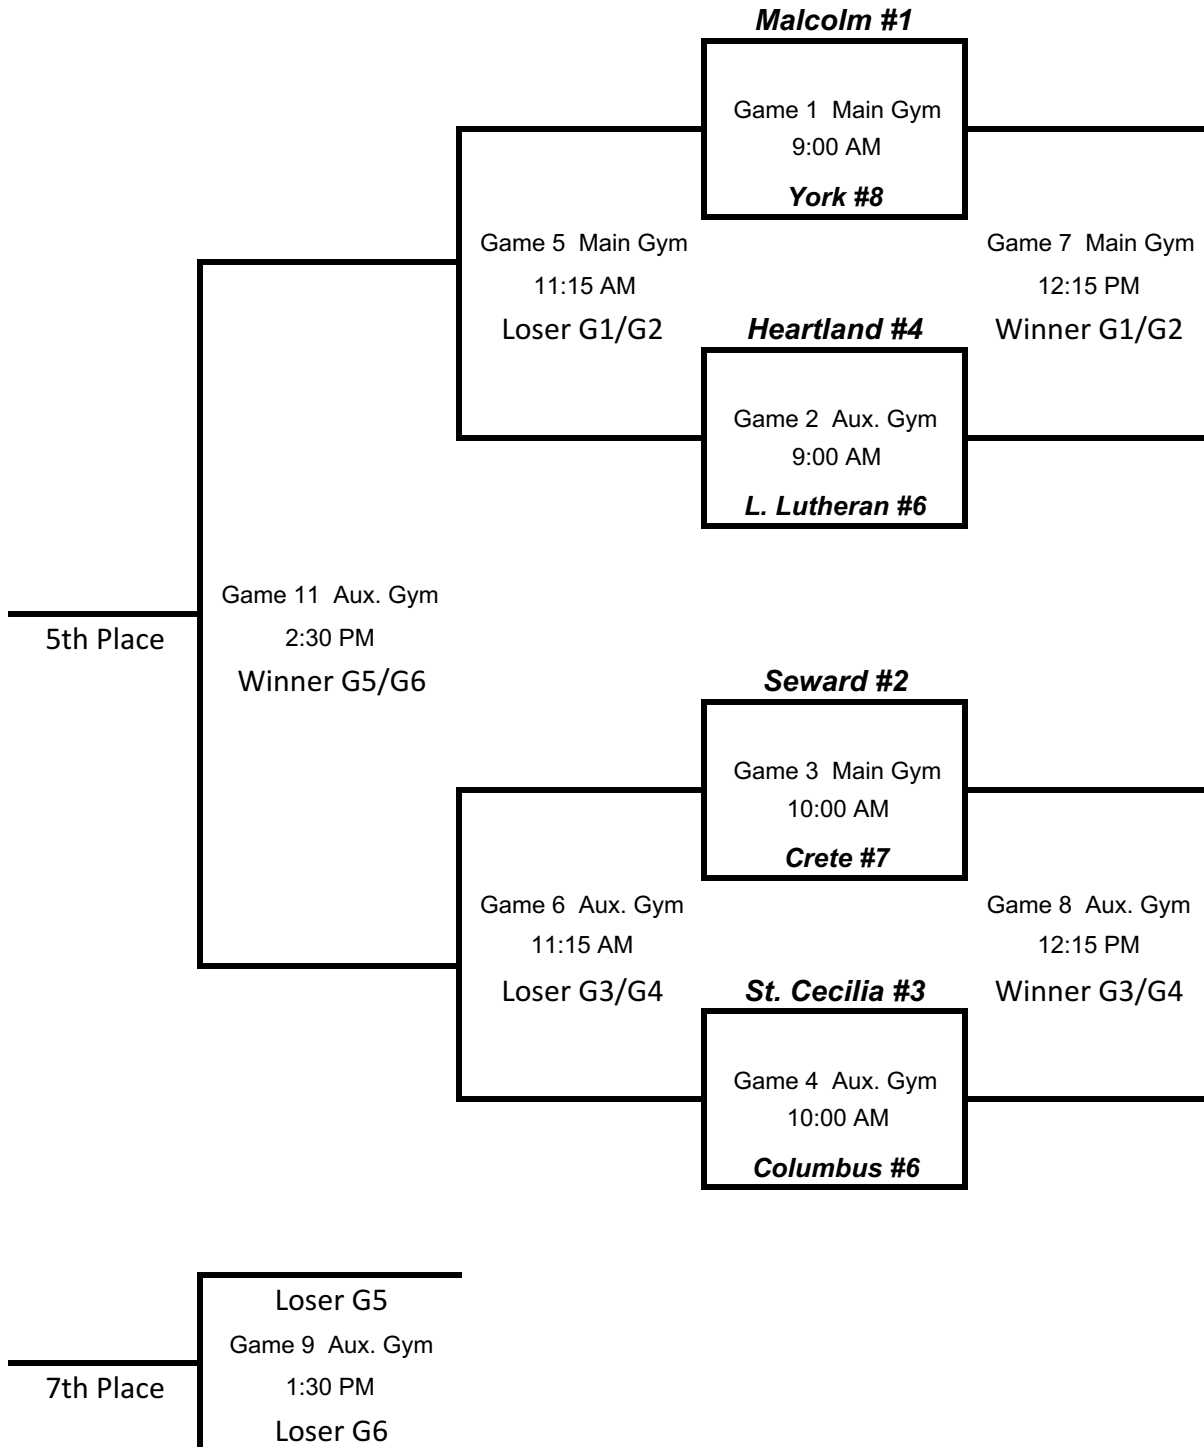 Malcolm #1
Game 1 Main Gym
9:00 AM
York #8
Game 5 Main Gym
11:15 AM
Loser G1/G2
Game 7 Main Gym
12:15 PM
Winner G1/G2
Heartland #4
Game 2 Aux. Gym
9:00 AM
L. Lutheran #6
Game 11 Aux. Gym
2:30 PM
Winner G5/G6
5th Place
Seward #2
Game 3 Main Gym
10:00 AM
Crete #7
Game 6 Aux. Gym
11:15 AM
Loser G3/G4
Game 8 Aux. Gym
12:15 PM
Winner G3/G4
St. Cecilia #3
Game 4 Aux. Gym
10:00 AM
Columbus #6
Loser G5
Game 9 Aux. Gym
1:30 PM
Loser G6
7th Place